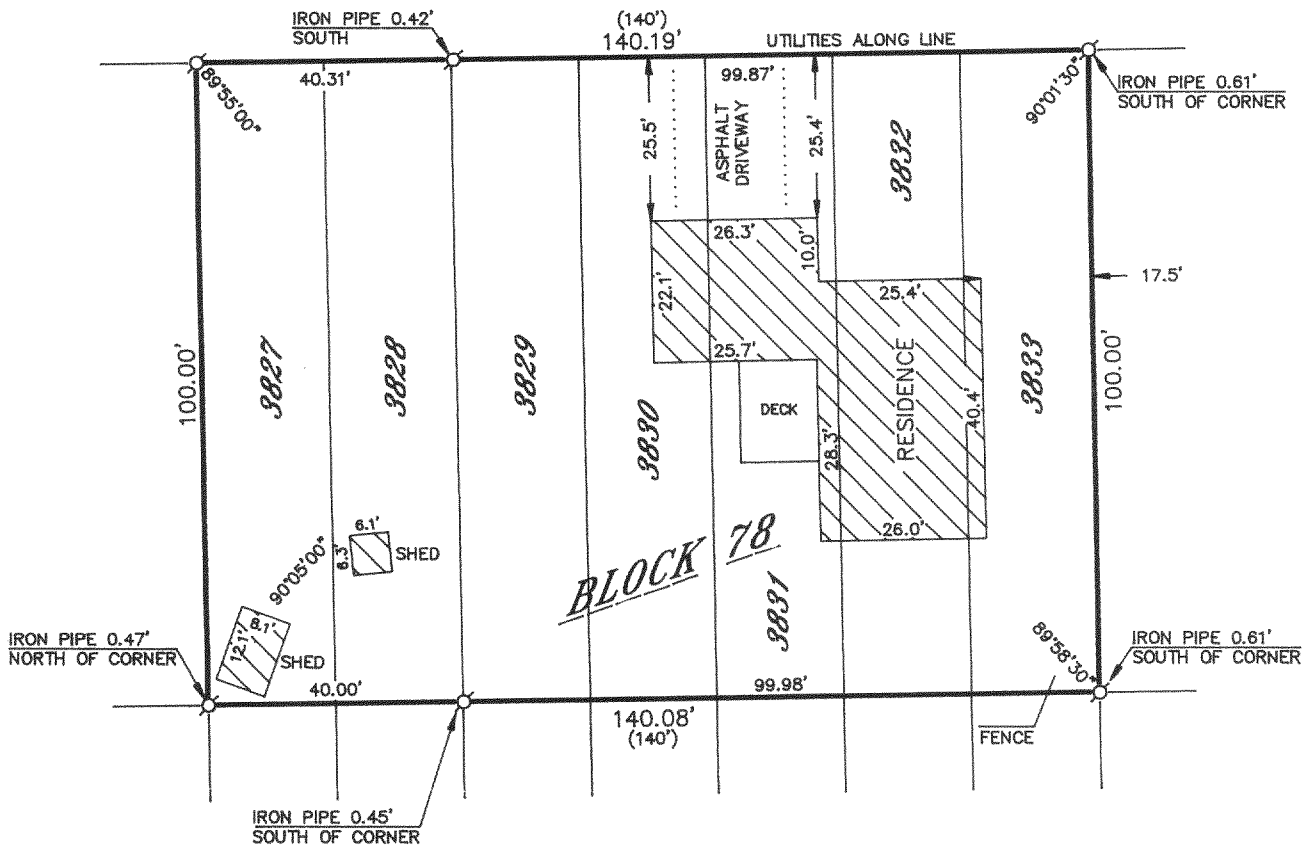 IRON PIPE 0.42'
SOUTH
(140')
140.19'
UTILITIES ALONG LINE
IRON PIPE 0.61'
SOUTH OF CORNER
89°55'00"
40.31'
99.87'
90°01'30"
25.5'
ASPHALT
DRIVEWAY
25.4'
3832
26.3'
10.0'
17.5'
25.4'
22.1'
25.7'
100.00'
3827
3828
3829
3830
DECK
RESIDENCE
40.4'
3833
100.00'
28.3'
26.0'
BLOCK 78
6.1'
6.3'
SHED
90°05'00"
3831
8.1'
12.1'
SHED
IRON PIPE 0.47'
NORTH OF CORNER
89°58'30"
IRON PIPE 0.61'
SOUTH OF CORNER
40.00'
99.98'
140.08'
(140')
FENCE
IRON PIPE 0.45'
SOUTH OF CORNER